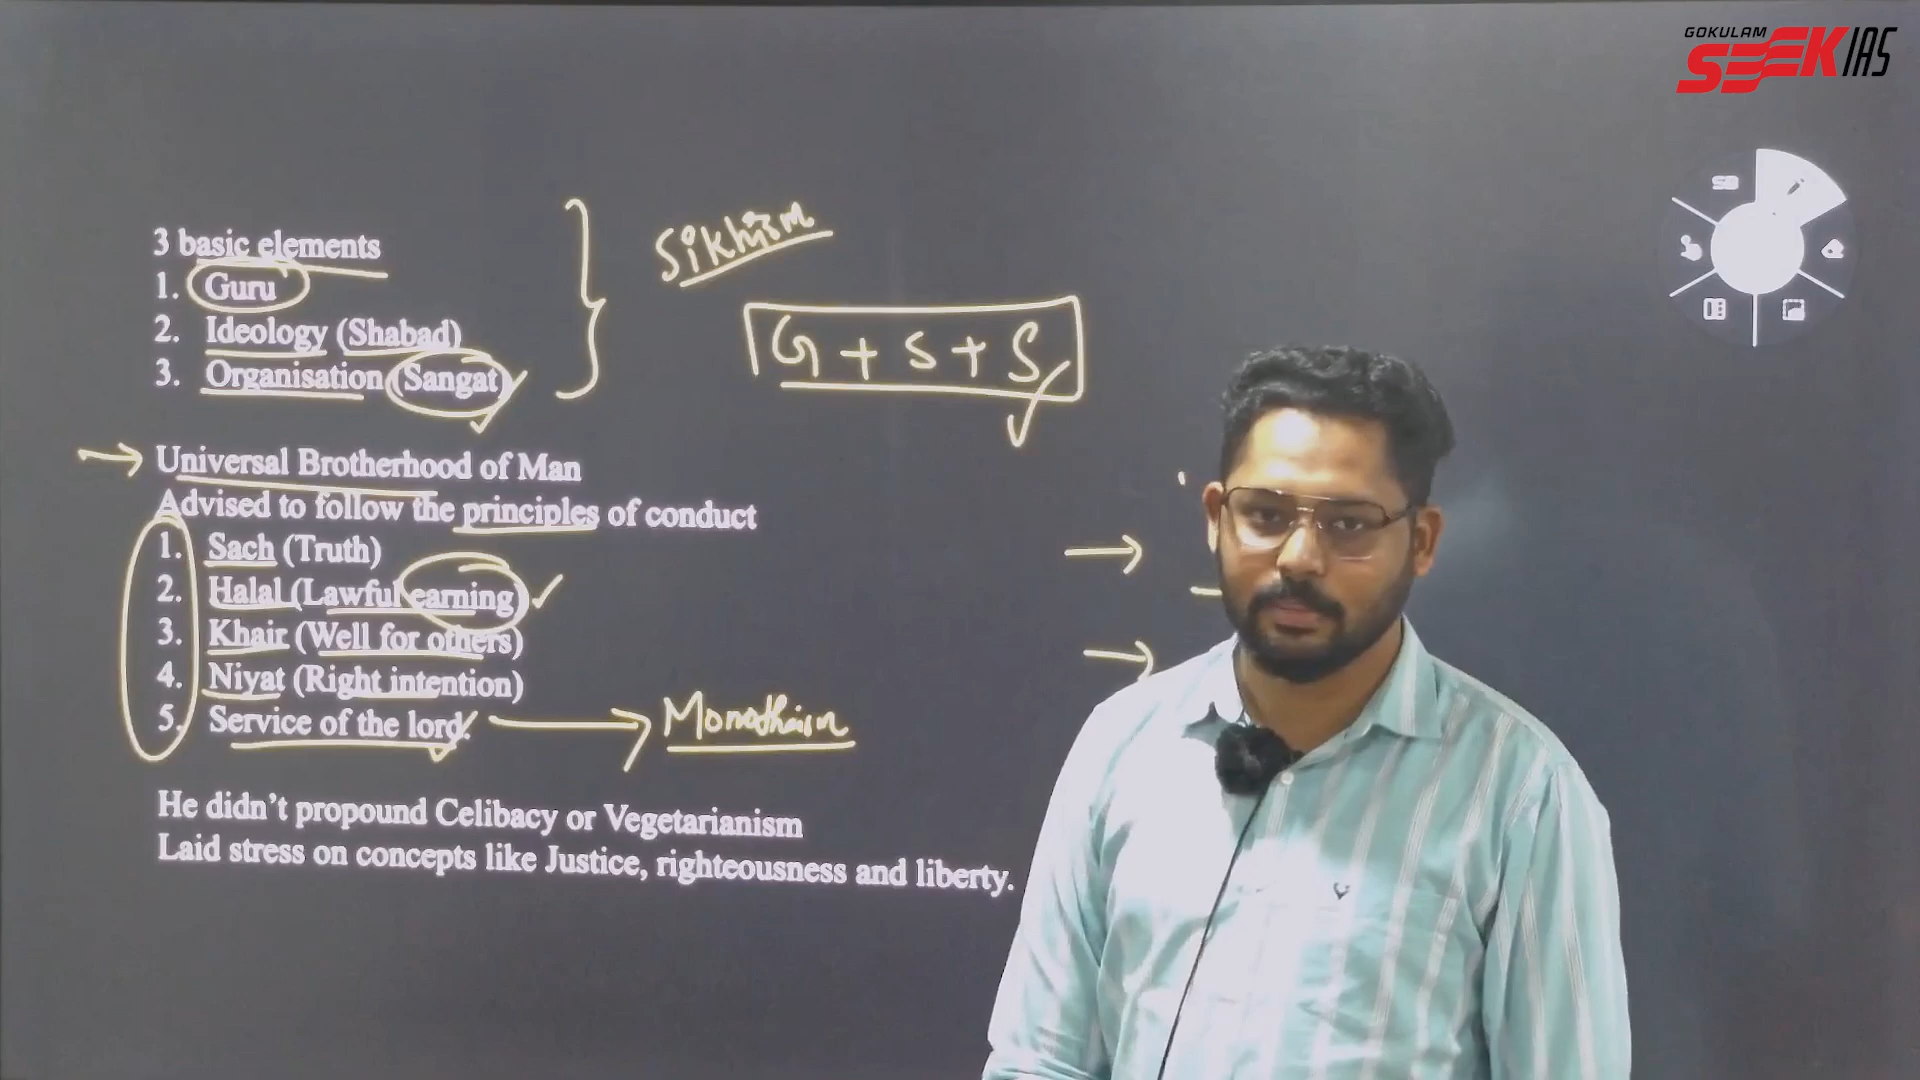 GOKULAM
SEEK IAS
3 basic elements
1. Guru
2. Ideology (Shabad)
3. Organisation (Sangat)
Sikhism
G + S + S
Universal Brotherhood of Man
Advised to follow the principles of conduct
1. Sach (Truth)
2. Halal (Lawful earning)
3. Khair (Well for others)
4. Niyat (Right intention)
5. Service of the lord.
He didn't propound Celibacy or Vegetarianism
Laid stress on concepts like Justice, righteousness and liberty.